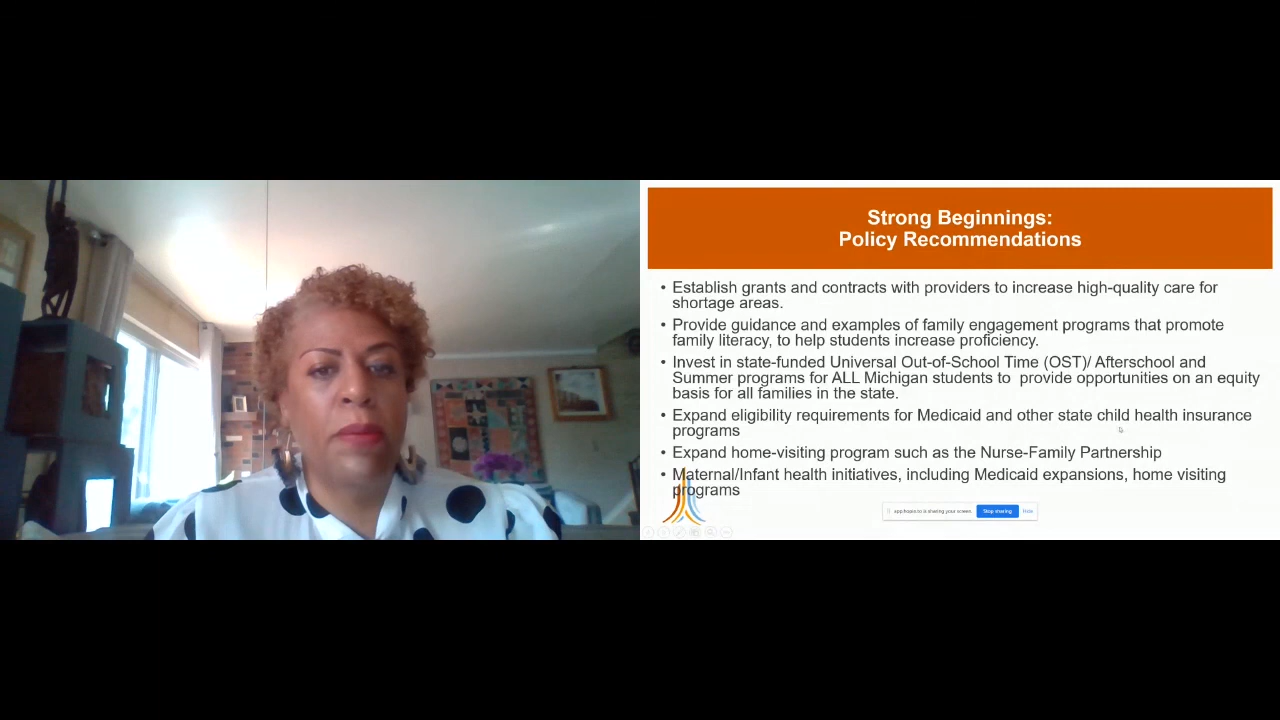 Strong Beginnings:
Policy Recommendations
• Establish grants and contracts with providers to increase high-quality care for
shortage areas.
• Provide guidance and examples of family engagement programs that promote
family literacy, to help students increase proficiency.
• Invest in state-funded Universal Out-of-School Time (OST)/ Afterschool and
Summer programs for ALL Michigan students to  provide opportunities on an equity
basis for all families in the state.
• Expand eligibility requirements for Medicaid and other state child health insurance
programs
• Expand home-visiting program such as the Nurse-Family Partnership
• Maternal/Infant health initiatives, including Medicaid expansions, home visiting
programs
is sharing your screen. Stop sharing Hide